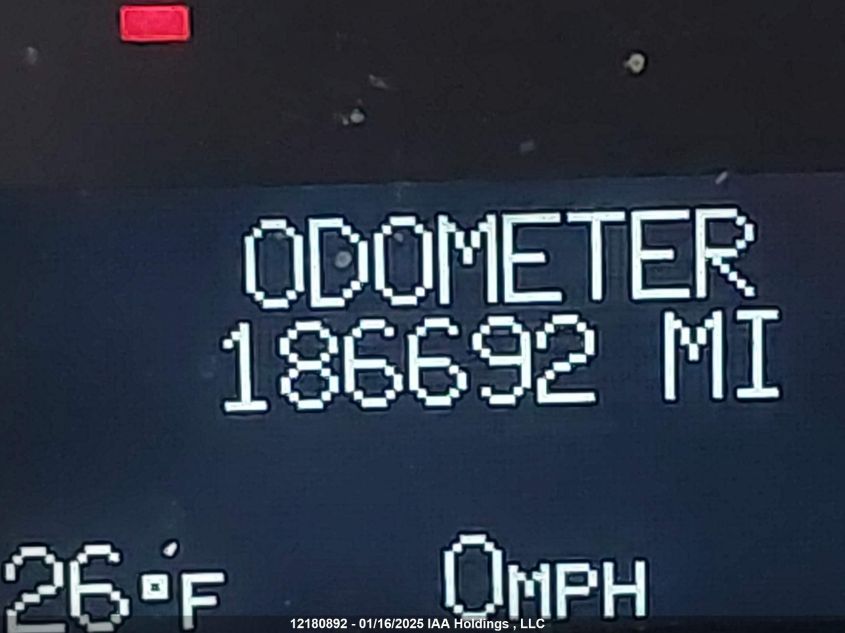 ODOMETER
186692 MI
26°F 0MPH
12180892 - 01/16/2025 IAA Holdings , LLC